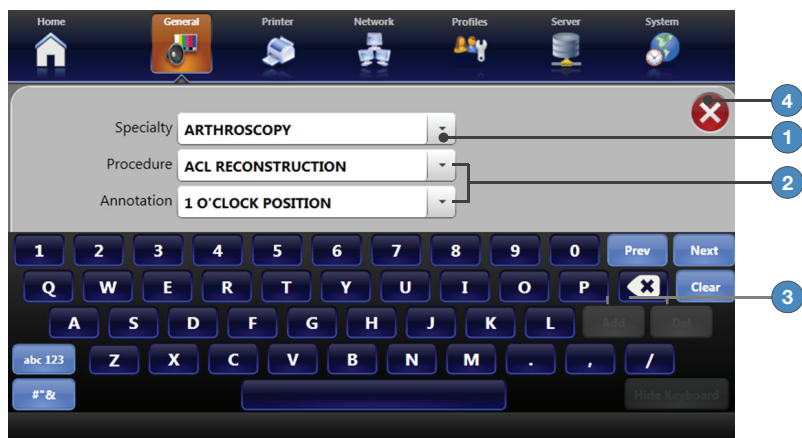 Home General Printer Network Profiles Server System
4
Specialty ARTHROSCOPY
1
Procedure ACL RECONSTRUCTION
2
Annotation 1 O'CLOCK POSITION
1 2 3 4 5 6 7 8 9 0 Prev Next
Q W E R T Y U I O P Clear
3
A S D F G H J K L Add Del
abc 123 Z X C V B N M . , /
#"& Hide Keyboard